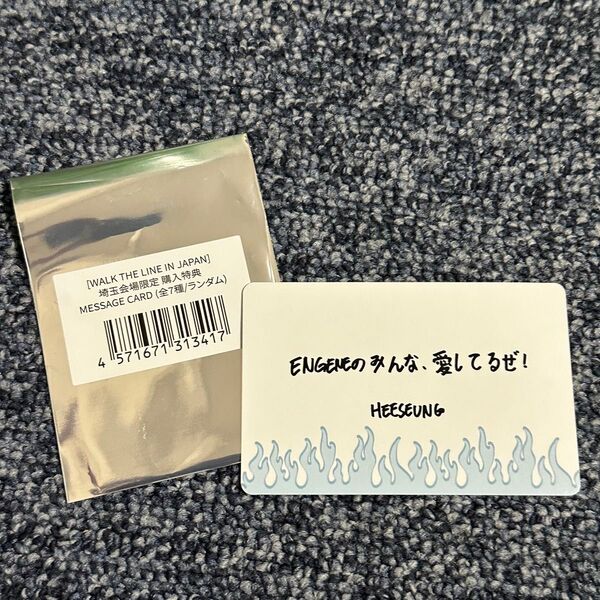 [WALK THE LINE IN JAPAN]
埼玉会場限定 購入特典
MESSAGE CARD (全7種/ランダム)
4 571671 313417
ENGENEのみんな、愛してるぜ!
HEESEUNG